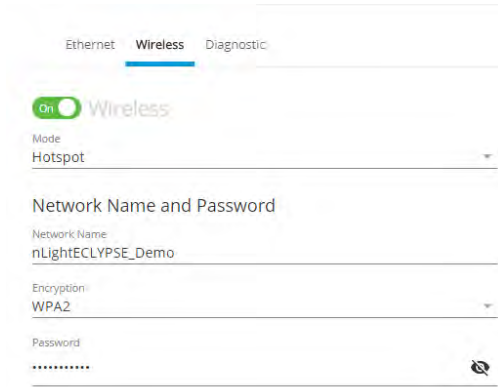 Ethernet Wireless Diagnostic
On Wireless
Mode
Hotspot
Network Name and Password
Network Name
nLightECLYPSE_Demo
Encryption
WPA2
Password
•••••••••••